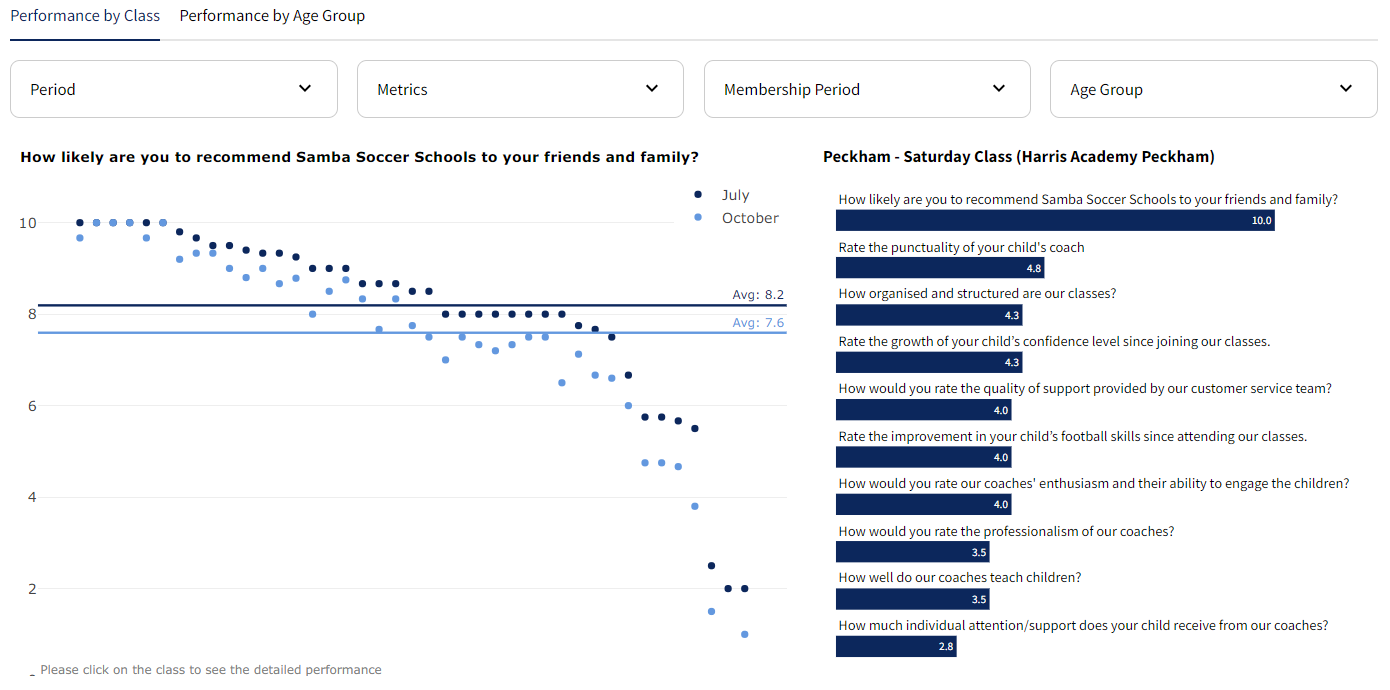 Performance by Class
Performance by Age Group
Period
Metrics
Membership Period
Age Group
How likely are you to recommend Samba Soccer Schools to your friends and family?
July
October
10
8
6
4
2
Avg: 8.2
Avg: 7.6
Please click on the class to see the detailed performance
Peckham - Saturday Class (Harris Academy Peckham)
How likely are you to recommend Samba Soccer Schools to your friends and family?
10.0
Rate the punctuality of your child's coach
4.8
How organised and structured are our classes?
4.3
Rate the growth of your child’s confidence level since joining our classes.
4.3
How would you rate the quality of support provided by our customer service team?
4.0
Rate the improvement in your child’s football skills since attending our classes.
4.0
How would you rate our coaches' enthusiasm and their ability to engage the children?
4.0
How would you rate the professionalism of our coaches?
3.5
How well do our coaches teach children?
3.5
How much individual attention/support does your child receive from our coaches?
2.8